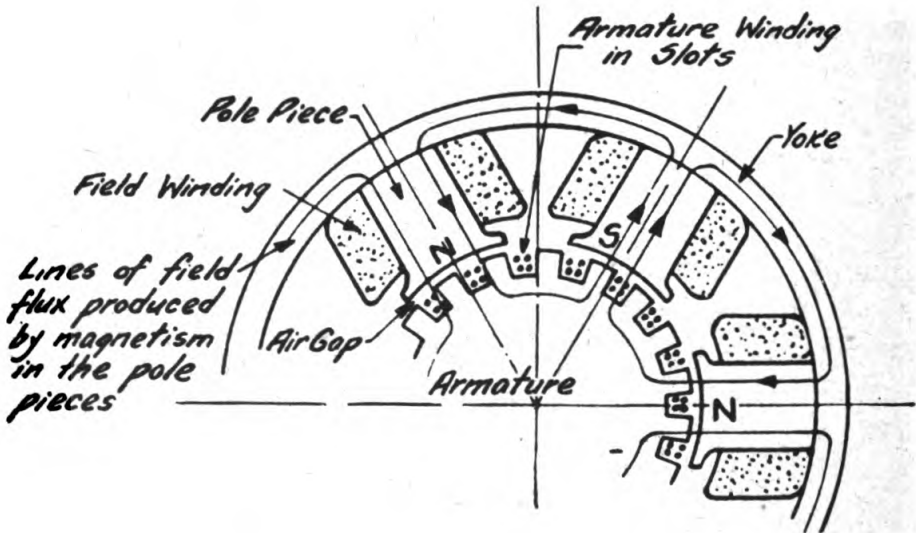 Armature Winding
in Slots
Pole Piece
Yoke
Field Winding
N
S
Lines of field
flux produced
by magnetism
in the pole
pieces
Air Gap
Armature
N